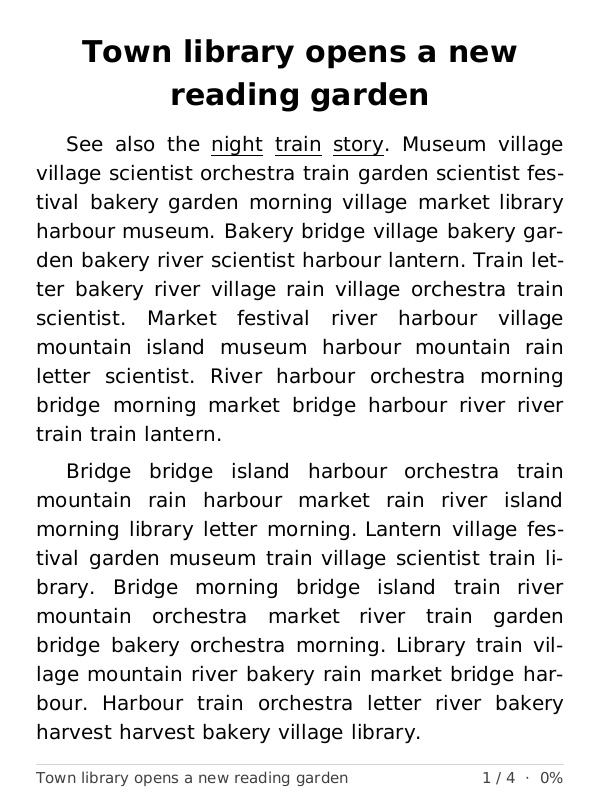 Town library opens a new
reading garden
See also the night train story. Museum village
village scientist orchestra train garden scientist fes-
tival bakery garden morning village market library
harbour museum. Bakery bridge village bakery gar-
den bakery river scientist harbour lantern. Train let-
ter bakery river village rain village orchestra train
scientist. Market festival river harbour village
mountain island museum harbour mountain rain
letter scientist. River harbour orchestra morning
bridge morning market bridge harbour river river
train train lantern.
Bridge bridge island harbour orchestra train
mountain rain harbour market rain river island
morning library letter morning. Lantern village fes-
tival garden museum train village scientist train li-
brary. Bridge morning bridge island train river
mountain orchestra market river train garden
bridge bakery orchestra morning. Library train vil-
lage mountain river bakery rain market bridge har-
bour. Harbour train orchestra letter river bakery
harvest harvest bakery village library.
Town library opens a new reading garden 1 / 4 · 0%